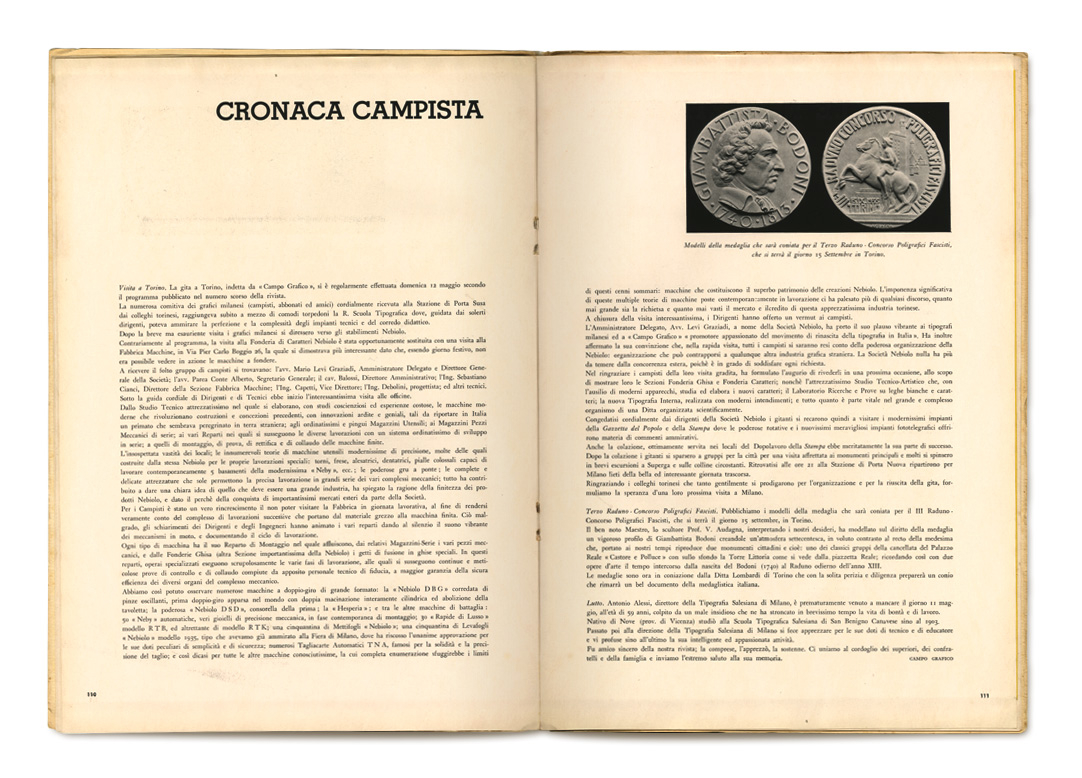 CRONACA CAMPISTA
Visita a Torino. La gita a Torino, indetta da « Campo Grafico », si è regolarmente effettuata domenica 12 maggio secondo
il programma pubblicato nel numero scorso della rivista.
La numerosa comitiva dei grafici milanesi (campisti, abbonati ed amici) cordialmente ricevuta alla Stazione di Porta Susa
dai colleghi torinesi, raggiungeva subito a mezzo di comodi torpedoni la R. Scuola Tipografica dove, guidata dai solerti
dirigenti, poteva ammirare la perfezione e la complessità degli impianti tecnici e del corredo didattico.
Dopo la breve ma esauriente visita i grafici milanesi si diressero verso gli stabilimenti Nebiolo.
Contrariamente al programma, la visita alla Fonderia di Caratteri Nebiolo è stata opportunamente sostituita con una visita alla
Fabbrica Macchine, in Via Pier Carlo Boggio 26, la quale si dimostrava più interessante dato che, essendo giorno festivo, non
era possibile vedere in azione le macchine a fondere.
A ricevere il folto gruppo di campisti si trovavano: l'avv. Mario Levi Graziadi, Amministratore Delegato e Direttore Gene-
rale della Società; l'avv. Parea Conte Alberto, Segretario Generale; il cav. Balossi, Direttore Amministrativo; l'Ing. Sebastiano
Cianci, Direttore della Sezione Fabbrica Macchine; l'Ing. Capetti, Vice Direttore; l'Ing. Debolini, progettista; ed altri tecnici.
Sotto la guida cordiale di Dirigenti e di Tecnici ebbe inizio l'interessantissima visita alle officine.
Dallo Studio Tecnico attrezzatissimo nel quale si elaborano, con studi coscienziosi ed esperienze costose, le macchine mo-
derne che rivoluzionano costruzioni e concezioni precedenti, con innovazioni ardite e geniali, tali da riportare in Italia
un primato che sembrava peregrinato in terra straniera; agli ordinatissimi e pingui Magazzini Utensili; ai Magazzini Pezzi
Meccanici di serie; ai vari Reparti nei quali si susseguono le diverse lavorazioni con un sistema ordinatissimo di sviluppo
in serie; a quelli di montaggio, di prova, di rettifica e di collaudo delle macchine finite.
L'insospettata vastità dei locali; le innumerevoli teorie di macchine utensili modernissime di precisione, molte delle quali
costruite dalla stessa Nebiolo per le proprie lavorazioni speciali: torni, frese, alesatrici, dentatrici, pialle colossali capaci di
lavorare contemporaneamente 5 basamenti della modernissima « Neby », ecc. ; le poderose gru a ponte ; le complete e
delicate attrezzature che sole permettono la precisa lavorazione in grandi serie dei vari complessi meccanici; tutto ha contri-
buito a dare una chiara idea di quello che deve essere una grande industria, ha spiegato la ragione della finitezza dei pro-
dotti Nebiolo, e dato il perchè della conquista di importantissimi mercati esteri da parte della Società.
Per i Campisti è stato un vero rincrescimento il non poter visitare la Fabbrica in giornata lavorativa, al fine di rendersi
veramente conto del complesso di lavorazioni successive che portano dal materiale grezzo alla macchina finita. Ciò mal-
grado, gli schiarimenti dei Dirigenti e degli Ingegneri hanno animato i vari reparti dando al silenzio il suono vibrante
dei meccanismi in moto, e documentando il ciclo di lavorazione.
Ogni tipo di macchina ha il suo Reparto di Montaggio nel quale affluiscono, dai relativi Magazzini-Serie i vari pezzi mec-
canici, e dalle Fonderie Ghisa (altra Sezione importantissima della Nebiolo) i getti di fusione in ghise speciali. In questi
reparti, operai specializzati eseguono scrupolosamente le varie fasi di lavorazione, alle quali si susseguono continue e meti-
colose prove di controllo e di collaudo compiute da apposito personale tecnico di fiducia, a maggior garanzia della sicura
efficienza dei diversi organi del complesso meccanico.
Abbiamo così potuto osservare numerose macchine a doppio-giro di grande formato: la « Nebiolo DBG » corredata di
pinze oscillanti, prima doppio-giro apparsa nel mondo con doppia macinazione interamente cilindrica ed abolizione della
tavoletta; la poderosa « Nebiolo DSD », consorella della prima ; la « Hesperia » ; e tra le altre macchine di battaglia :
50 « Neby » automatiche, veri gioielli di precisione meccanica, in fase contemporanea di montaggio; 30 « Rapide di Lusso »
modello RTB, ed altrettante di modello RTK; una cinquantina di Mettifogli « Nebiolo »; una cinquantina di Levafogli
« Nebiolo » modello 1935, tipo che avevamo già ammirata alla Fiera di Milano, dove ha riscosso l'unanime approvazione per
le sue doti peculiari di semplicità e di sicurezza; numerosi Tagliacarte Automatici TNA, famosi per la solidità e la preci-
sione del taglio; e così dicasi per tutte le altre macchine conosciutissime, la cui completa enumerazione sfuggirebbe i limiti
110
GIAMBATTISTA·BODONI
·1740·1813·
III RADVNO CONCORSO POLIGRAFICI FASCISTI
Modelli della medaglia che sarà coniata per il Terzo Raduno - Concorso Poligrafici Fascisti,
che si terrà il giorno 15 Settembre in Torino.
di questi cenni sommari: macchine che costituiscono il superbo patrimonio delle creazioni Nebiolo. L'imponenza significativa
di queste multiple teorie di macchine poste contemporaneamente in lavorazione ci ha palesato più di qualsiasi discorso, quanto
mai grande sia la richiesta e quanto mai vasti il mercato e il credito di questa apprezzatissima industria torinese.
A chiusura della visita interessantissima, i Dirigenti hanno offerto un vermut ai campisti.
L'Amministratore Delegato, Avv. Levi Graziadi, a nome della Società Nebiolo, ha porto il suo plauso vibrante ai tipografi
milanesi ed a « Campo Grafico » « promotore appassionato del movimento di rinascita della tipografia in Italia ». Ha inoltre
affermato la sua convinzione che, nella rapida visita, tutti i campisti si saranno resi conto della poderosa organizzazione della
Nebiolo: organizzazione che può contrapporsi a qualunque altra industria grafica straniera. La Società Nebiolo nulla ha più
da temere dalla concorrenza estera, poichè è in grado di soddisfare ogni richiesta.
Nel ringraziare i campisti della loro visita gradita, ha formulato l'augurio di rivederli in una prossima occasione, allo scopo
di mostrare loro le Sezioni Fonderia Ghisa e Fonderia Caratteri; nonchè l'attrezzatissimo Studio Tecnico-Artistico che, con
l'ausilio di moderni apparecchi, studia ed elabora i nuovi caratteri; il Laboratorio Ricerche e Prove su leghe bianche e carat-
teri; la nuova Tipografia Interna, realizzata con moderni intendimenti; e tutto quanto è parte vitale nel grande e complesso
organismo di una Ditta organizzata scientificamente.
Congedatisi cordialmente dai dirigenti della Società Nebiolo i gitanti si recarono quindi a visitare i modernissimi impianti
della Gazzetta del Popolo e della Stampa dove le poderose rotative e i nuovissimi meravigliosi impianti fototelegrafici offri-
rono materia di commenti ammirativi.
Anche la colazione, ottimamente servita nei locali del Dopolavoro della Stampa ebbe meritatamente la sua parte di successo.
Dopo la colazione i gitanti si sparsero a gruppi per la città per una visita affrettata ai monumenti principali e molti si spinsero
in brevi escursioni a Superga e sulle colline circostanti. Ritrovatisi alle ore 21 alla Stazione di Porta Nuova ripartirono per
Milano lieti della bella ed interessante giornata trascorsa.
Ringraziando i colleghi torinesi che tanto gentilmente si prodigarono per l'organizzazione e per la riuscita della gita, for-
muliamo la speranza d'una loro prossima visita a Milano.
Terzo Raduno - Concorso Poligrafici Fascisti. Pubblichiamo i modelli della medaglia che sarà coniata per il III Raduno -
Concorso Poligrafici Fascisti, che si terrà il giorno 15 settembre, in Torino.
Il ben noto Maestro, lo scultore Prof. V. Andagna, interpretando i nostri desideri, ha modellato sul diritto della medaglia
un vigoroso profilo di Giambattista Bodoni creandole un'atmosfera settecentesca, in voluto contrasto al recto della medesima
che, portano ai nostri tempi riproduce due monumenti cittadini e cioè: uno dei classici gruppi della cancellata del Palazzo
Reale « Castore e Polluce » con sullo sfondo la Torre Littoria come si vede dalla piazzetta Reale; ricordando così con due
opere d'arte il tempo intercorso dalla nascita del Bodoni (1740) al Raduno odierno dell'anno XIII.
Le medaglie sono ora in coniazione dalla Ditta Lombardi di Torino che con la solita perizia e diligenza preparerà un conio
che rimarrà un bel documento della medaglistica italiana.
Lutto. Antonio Alessi, direttore della Tipografia Salesiana di Milano, è prematuramente venuto a mancare il giorno 11 mag-
gio, all'età di 59 anni, colpito da un male insidioso che ne ha stroncato in brevissimo tempo la vita di bontà e di lavoro.
Nativo di Nove (prov. di Vicenza) studiò alla Scuola Tipografica Salesiana di San Benigno Canavese sino al 1903.
Passato poi alla direzione della Tipografia Salesiana di Milano si fece apprezzare per le sue doti di tecnico e di educatore
e vi profuse sino all'ultimo la sua intelligente ed appassionata attività.
Fu amico sincero della nostra rivista; la comprese, l'apprezzò, la sostenne. Ci uniamo al cordoglio dei superiori, dei confra-
telli e della famiglia e inviamo l'estremo saluto alla sua memoria.
CAMPO GRAFICO
111